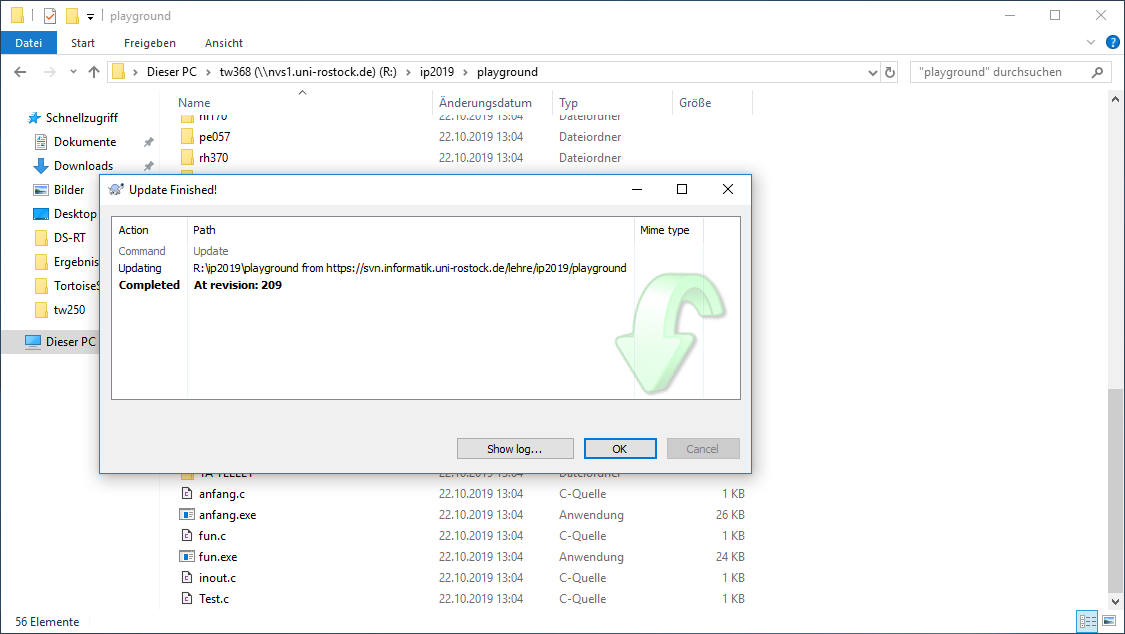 playground
Datei Start Freigeben Ansicht
Dieser PC tw368 (\\nvs1.uni-rostock.de) (R:) ip2019 playground
"playground" durchsuchen
Name Änderungsdatum Typ Größe
22.10.2019 13:04 Dateiordner
pe057 22.10.2019 13:04 Dateiordner
rh370 22.10.2019 13:04 Dateiordner
Schnellzugriff
Dokumente
Downloads
Bilder
Desktop
DS-RT
Ergebnis
TortoiseS
tw250
Dieser PC
Update Finished!
Action Path Mime type
Command Update
Updating R:\ip2019\playground from https://svn.informatik.uni-rostock.de/lehre/ip2019/playground
Completed At revision: 209
Show log... OK Cancel
22.10.2019 13:04 Dateiordner
anfang.c 22.10.2019 13:04 C-Quelle 1 KB
anfang.exe 22.10.2019 13:04 Anwendung 26 KB
fun.c 22.10.2019 13:04 C-Quelle 1 KB
fun.exe 22.10.2019 13:04 Anwendung 24 KB
inout.c 22.10.2019 13:04 C-Quelle 1 KB
Test.c 22.10.2019 13:04 C-Quelle 1 KB
56 Elemente